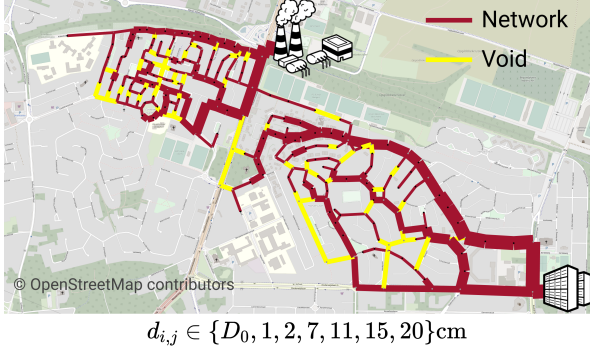 Network
Void
© OpenStreetMap contributors
d_{i,j} ∈ {D_0, 1, 2, 7, 11, 15, 20}cm